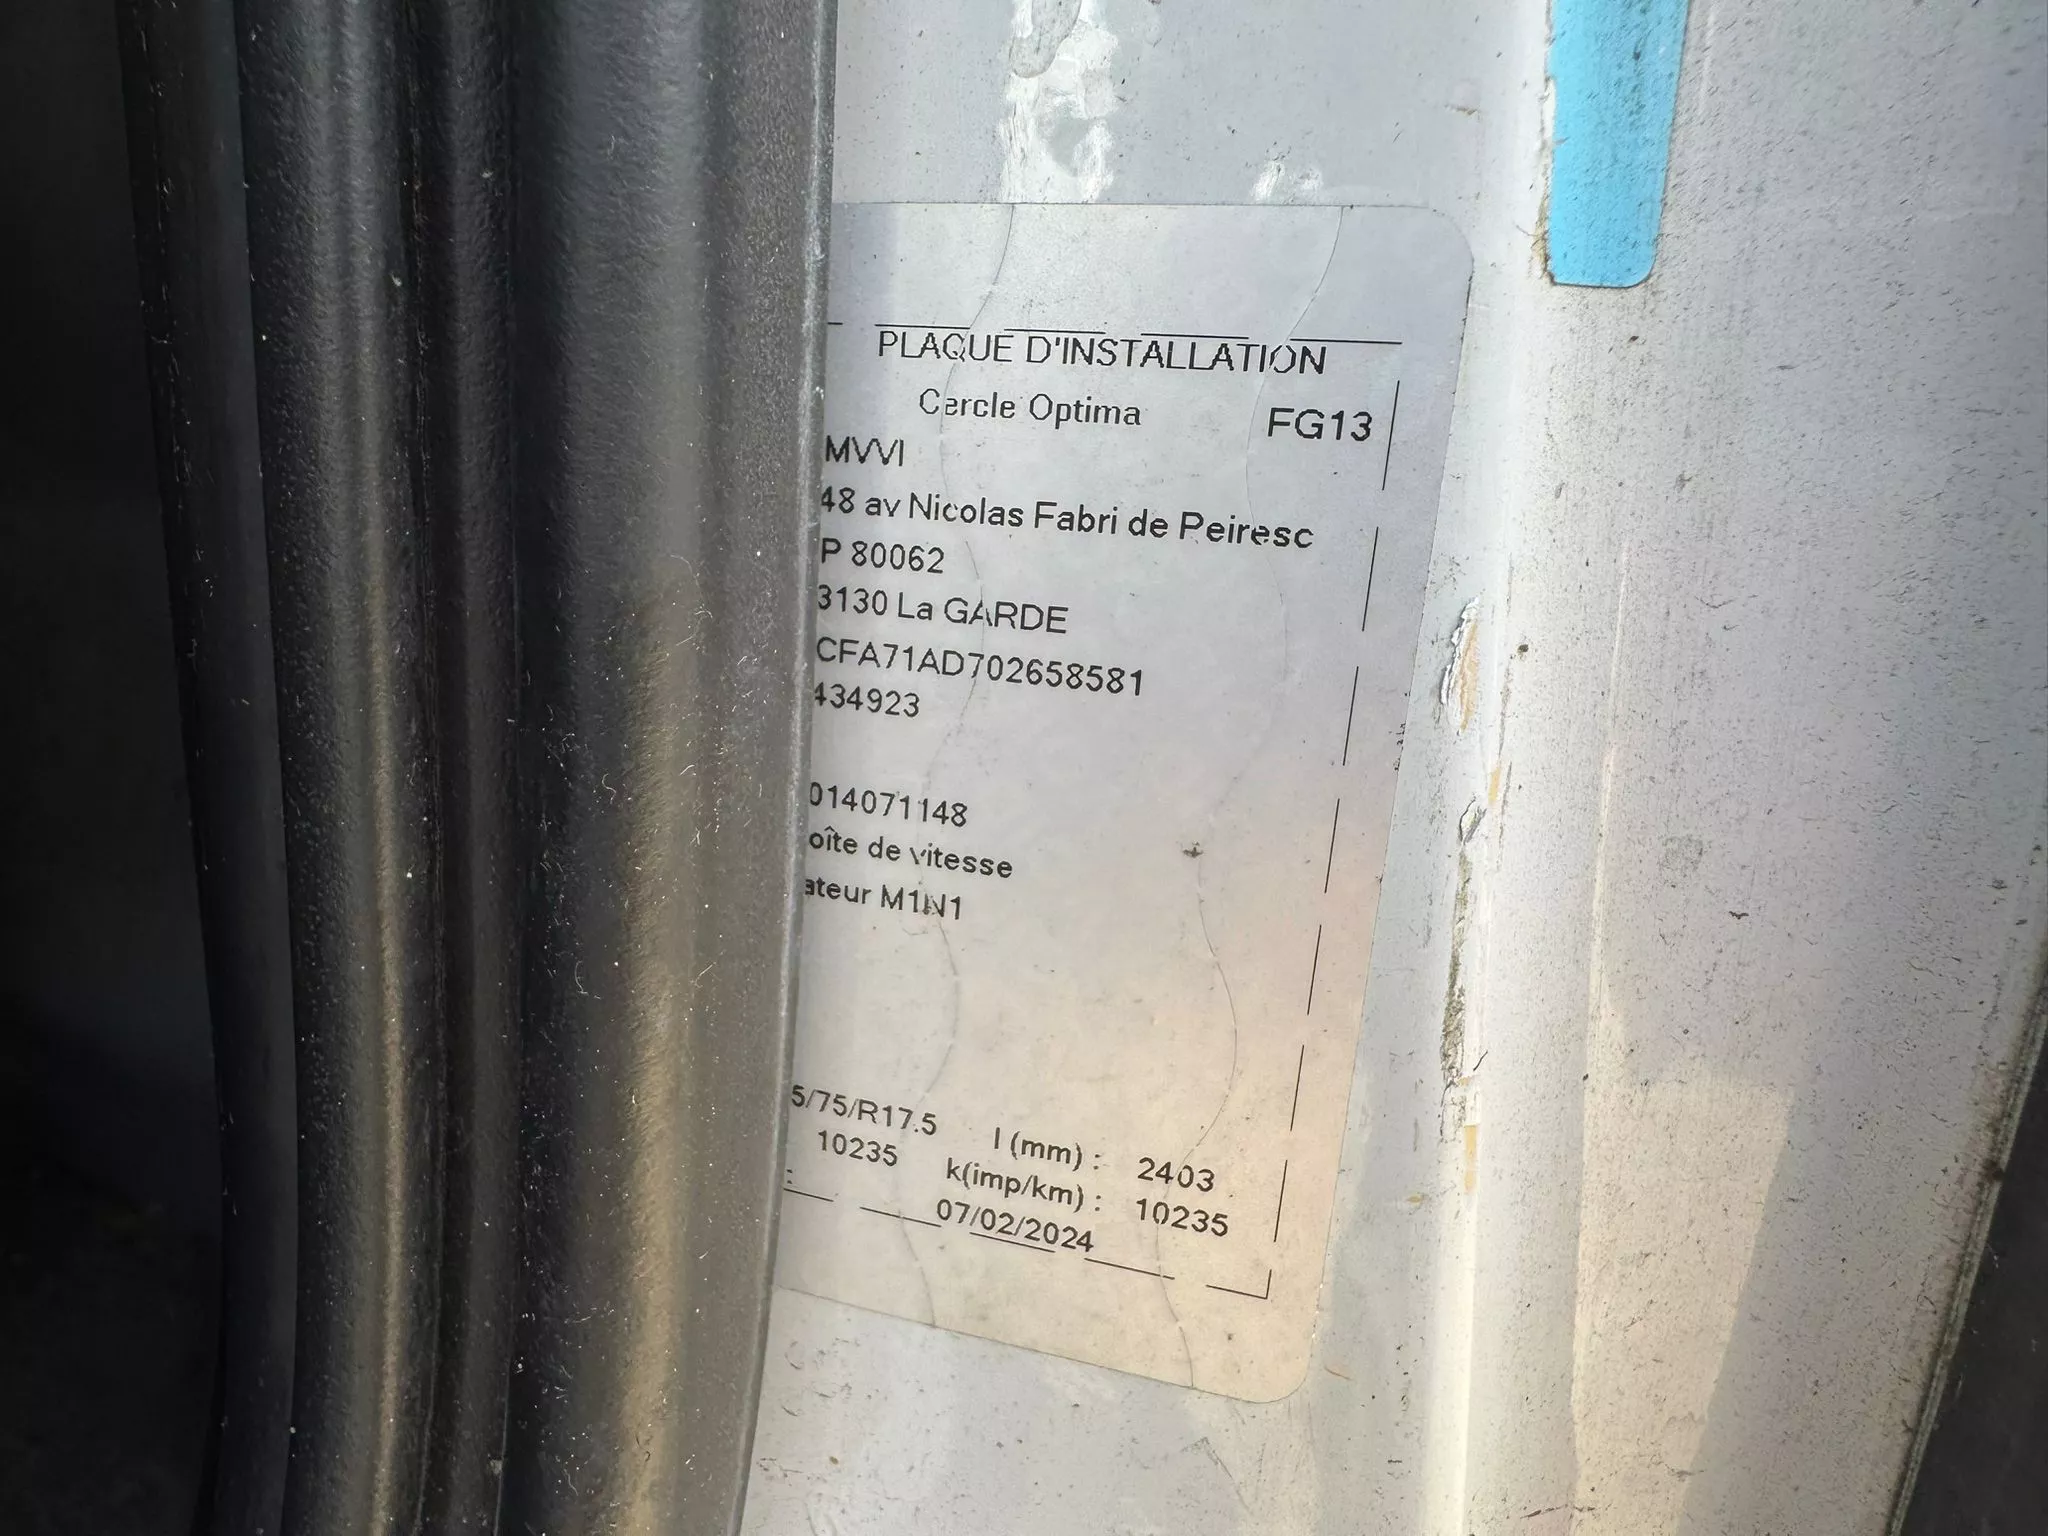 PLAQUE D'INSTALLATION
Cercle Optima FG13
MVVI
48 av Nicolas Fabri de Peiresc
P 80062
3130 La GARDE
CFA71AD702658581
434923
014071148
oîte de vitesse
ateur M1N1
5/75/R17.5 l (mm) : 2403
10235 k(imp/km) : 10235
: 07/02/2024